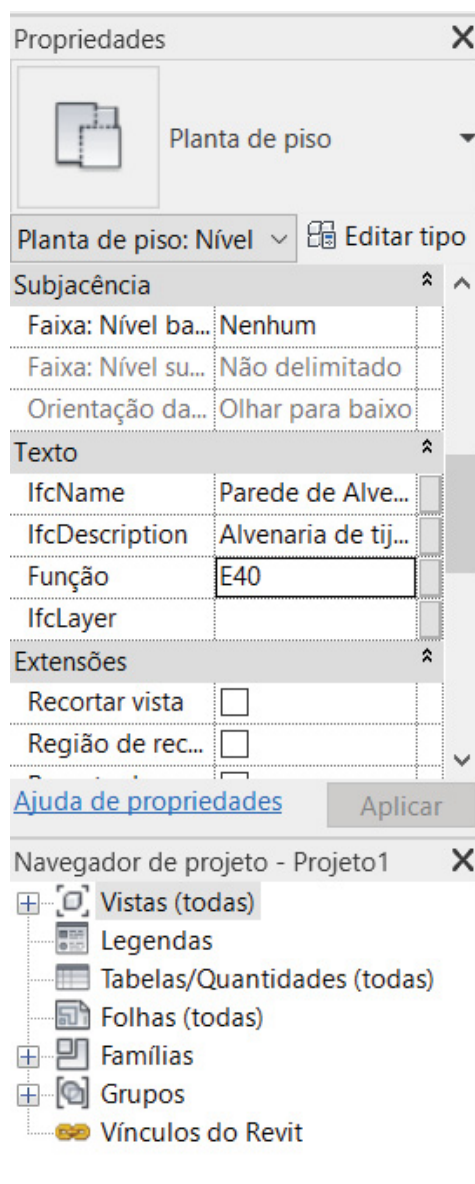 Propriedades
Planta de piso
Planta de piso: Nível
Editar tipo
Subjacência
Faixa: Nível ba... Nenhum
Faixa: Nível su... Não delimitado
Orientação da... Olhar para baixo
Texto
IfcName Parede de Alve...
IfcDescription Alvenaria de tij...
Função E40
IfcLayer
Extensões
Recortar vista
Região de rec...
Ajuda de propriedades Aplicar
Navegador de projeto - Projeto1
Vistas (todas)
Legendas
Tabelas/Quantidades (todas)
Folhas (todas)
Famílias
Grupos
Vínculos do Revit